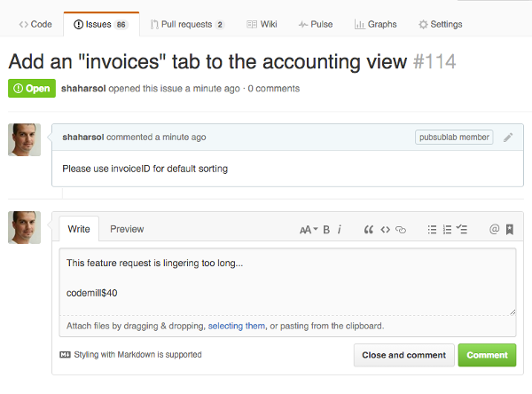 Code Issues 86 Pull requests 2 Wiki Pulse Graphs Settings
Add an "invoices" tab to the accounting view #114
Open shaharsol opened this issue a minute ago · 0 comments
shaharsol commented a minute ago pubsublab member
Please use invoiceID for default sorting
Write Preview AA B i @
This feature request is lingering too long...
codemill$40
Attach files by dragging & dropping, selecting them, or pasting from the clipboard.
Styling with Markdown is supported Close and comment Comment